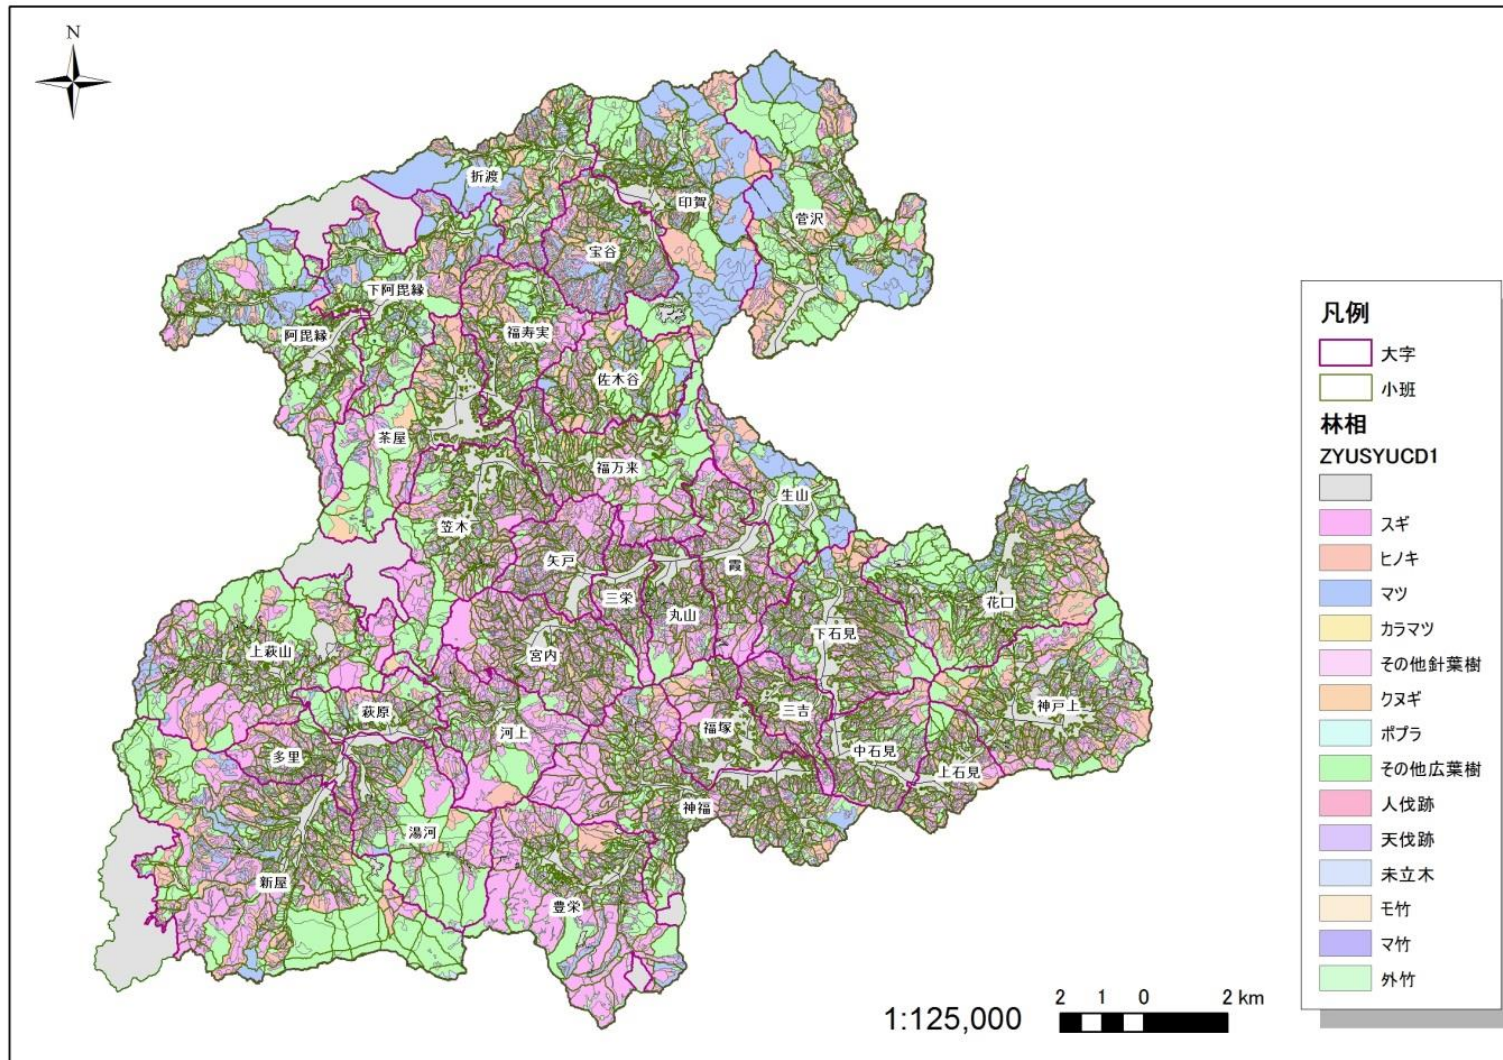 N
折渡
印賀
菅沢
宝谷
下阿毘縁
阿毘縁
福寿実
佐木谷
茶屋
福万来
生山
笠木
矢戸
霞
三栄
丸山
花口
下石見
宮内
上萩山
萩原
河上
福塚
三吉
神戸上
多里
中石見
上石見
神福
湯河
新屋
豊栄
凡例
大字
小班
林相
ZYUSYUCD1
スギ
ヒノキ
マツ
カラマツ
その他針葉樹
クヌギ
ポプラ
その他広葉樹
人伐跡
天伐跡
未立木
モ竹
マ竹
外竹
1:125,000
2 1 0 2 km